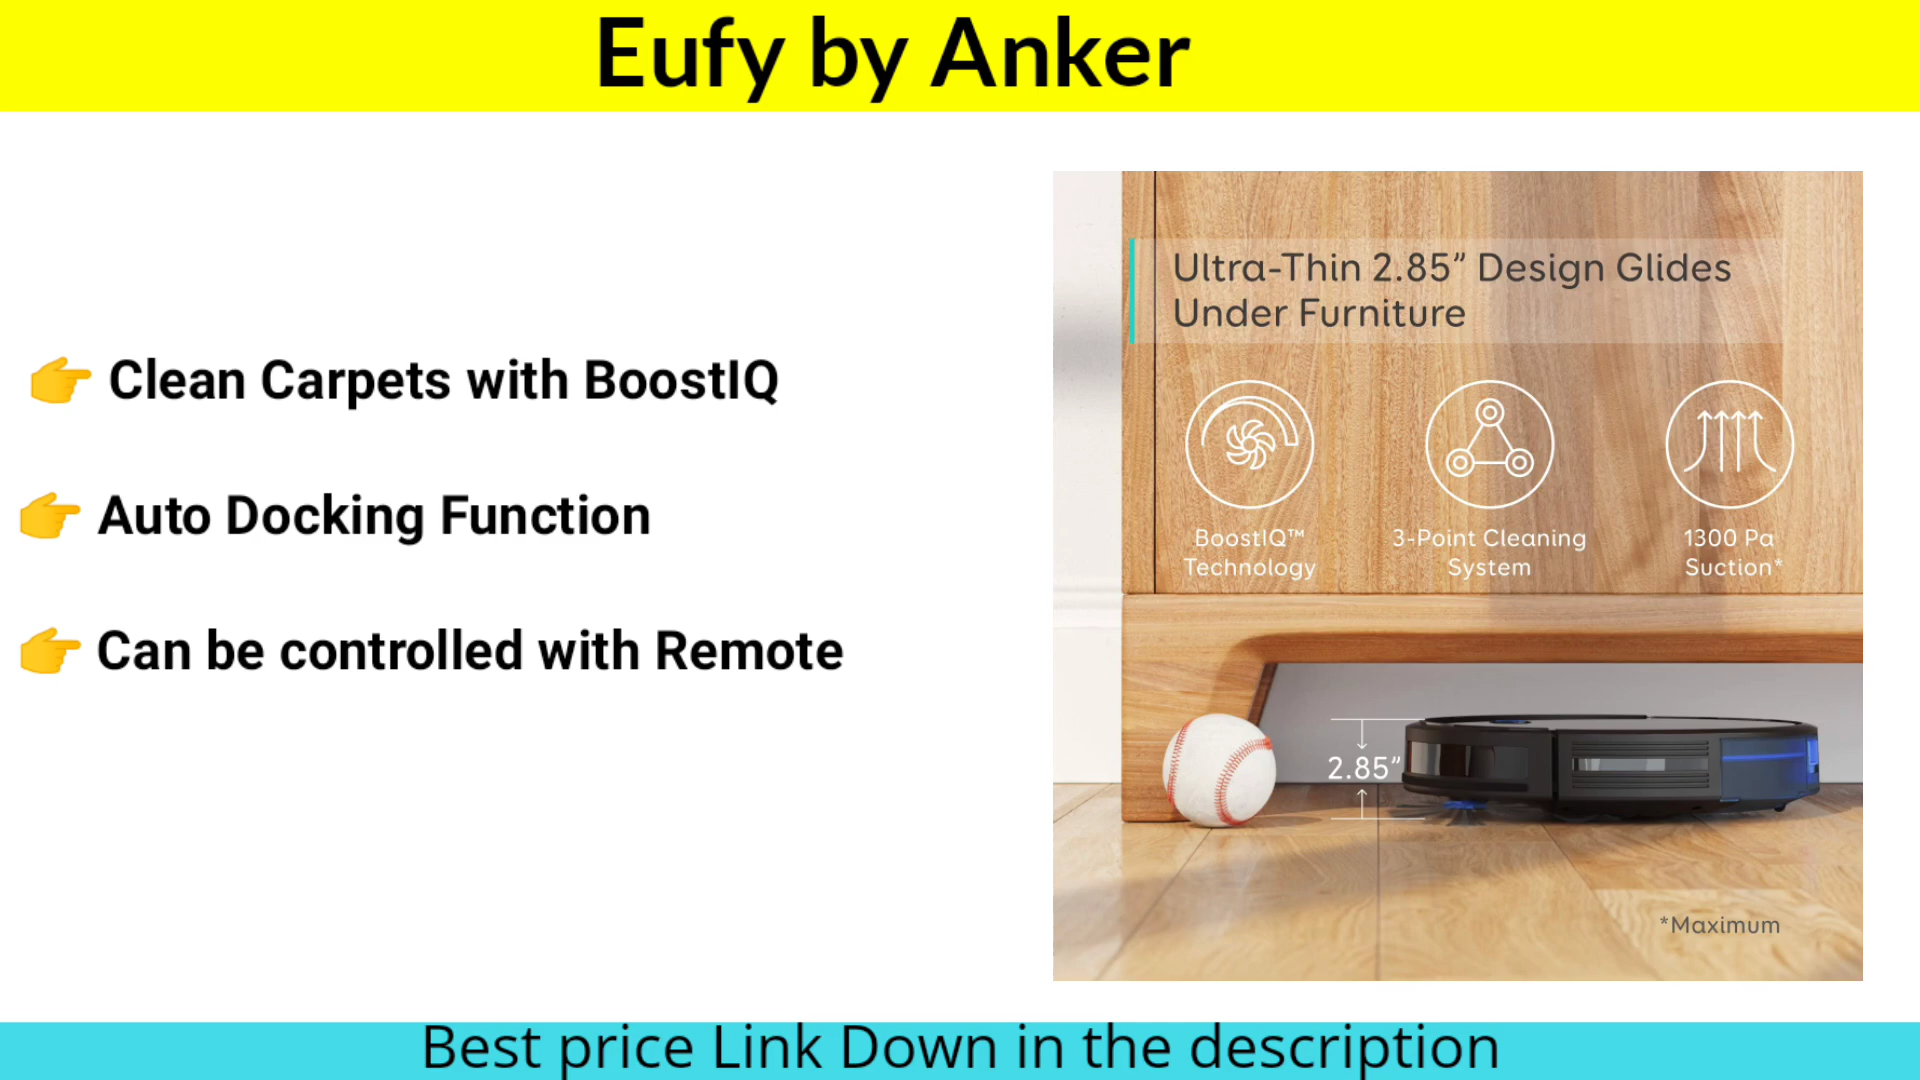 Eufy by Anker
👉 Clean Carpets with BoostIQ
👉 Auto Docking Function
👉 Can be controlled with Remote
Ultra-Thin 2.85” Design Glides
Under Furniture
BoostIQ™
Technology
3-Point Cleaning
System
1300 Pa
Suction*
2.85”
*Maximum
Best price Link Down in the description